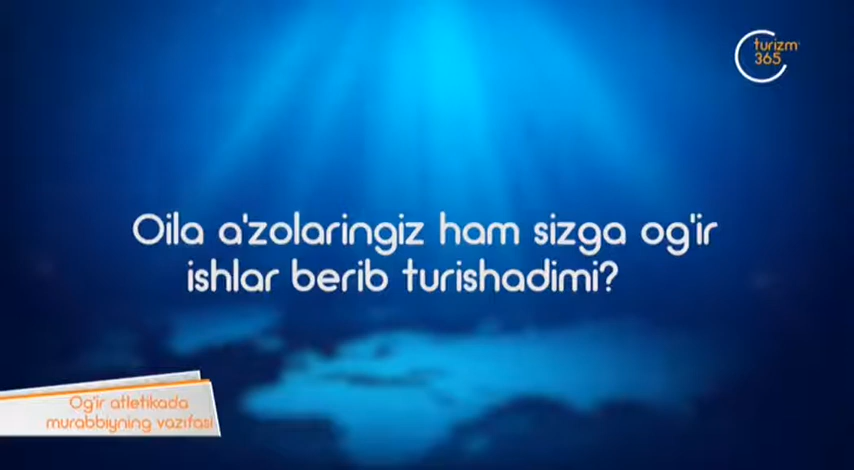 turizm
365
Oila a'zolaringiz ham sizga og'ir
ishlar berib turishadimi?
Og'ir atletikada
murabbiyning vazifasi